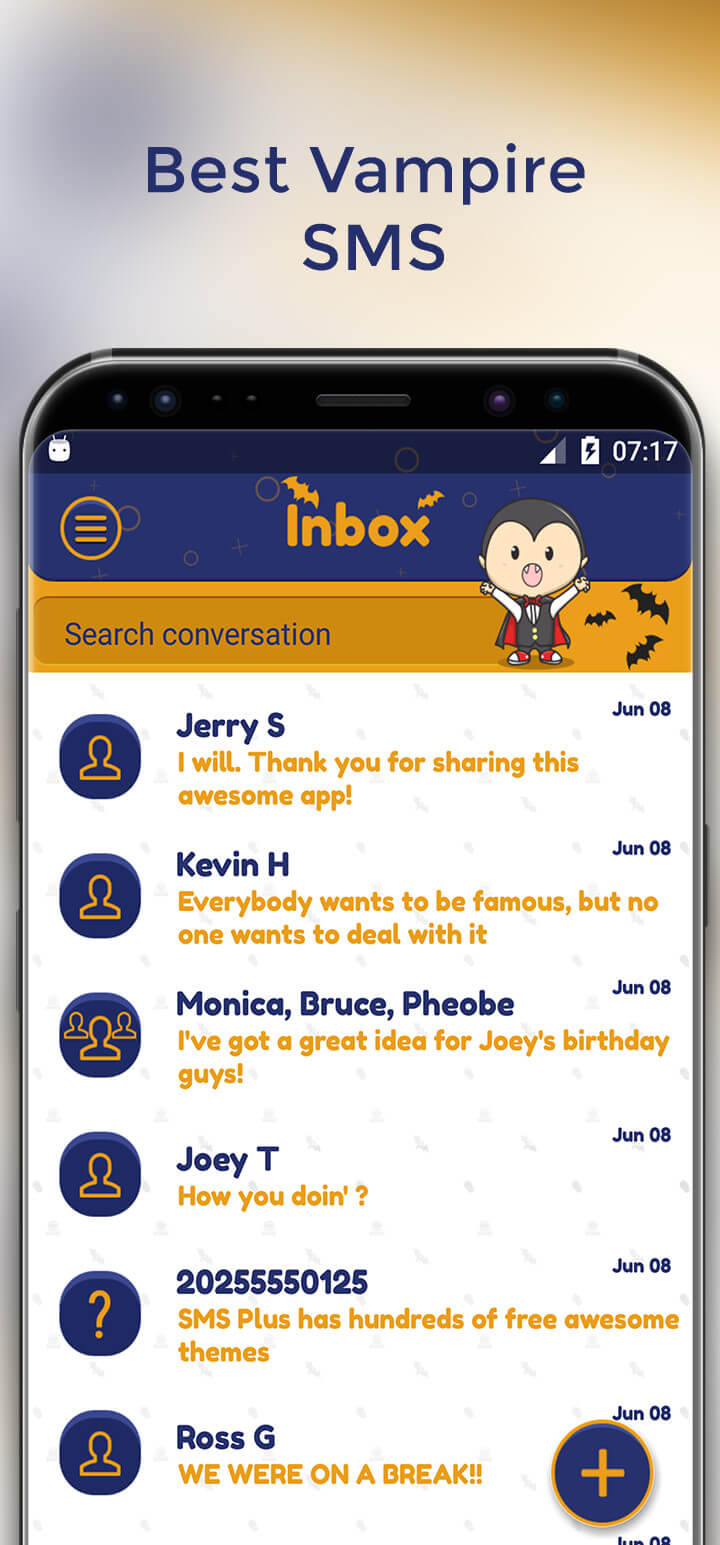 Best Vampire
SMS
07:17
Inbox
Search conversation
Jerry S
Jun 08
I will. Thank you for sharing this
awesome app!
Kevin H
Jun 08
Everybody wants to be famous, but no
one wants to deal with it
Monica, Bruce, Pheobe
Jun 08
I've got a great idea for Joey's birthday
guys!
Joey T
Jun 08
How you doin' ?
20255550125
Jun 08
SMS Plus has hundreds of free awesome
themes
Ross G
Jun 08
WE WERE ON A BREAK!!
Jun 08